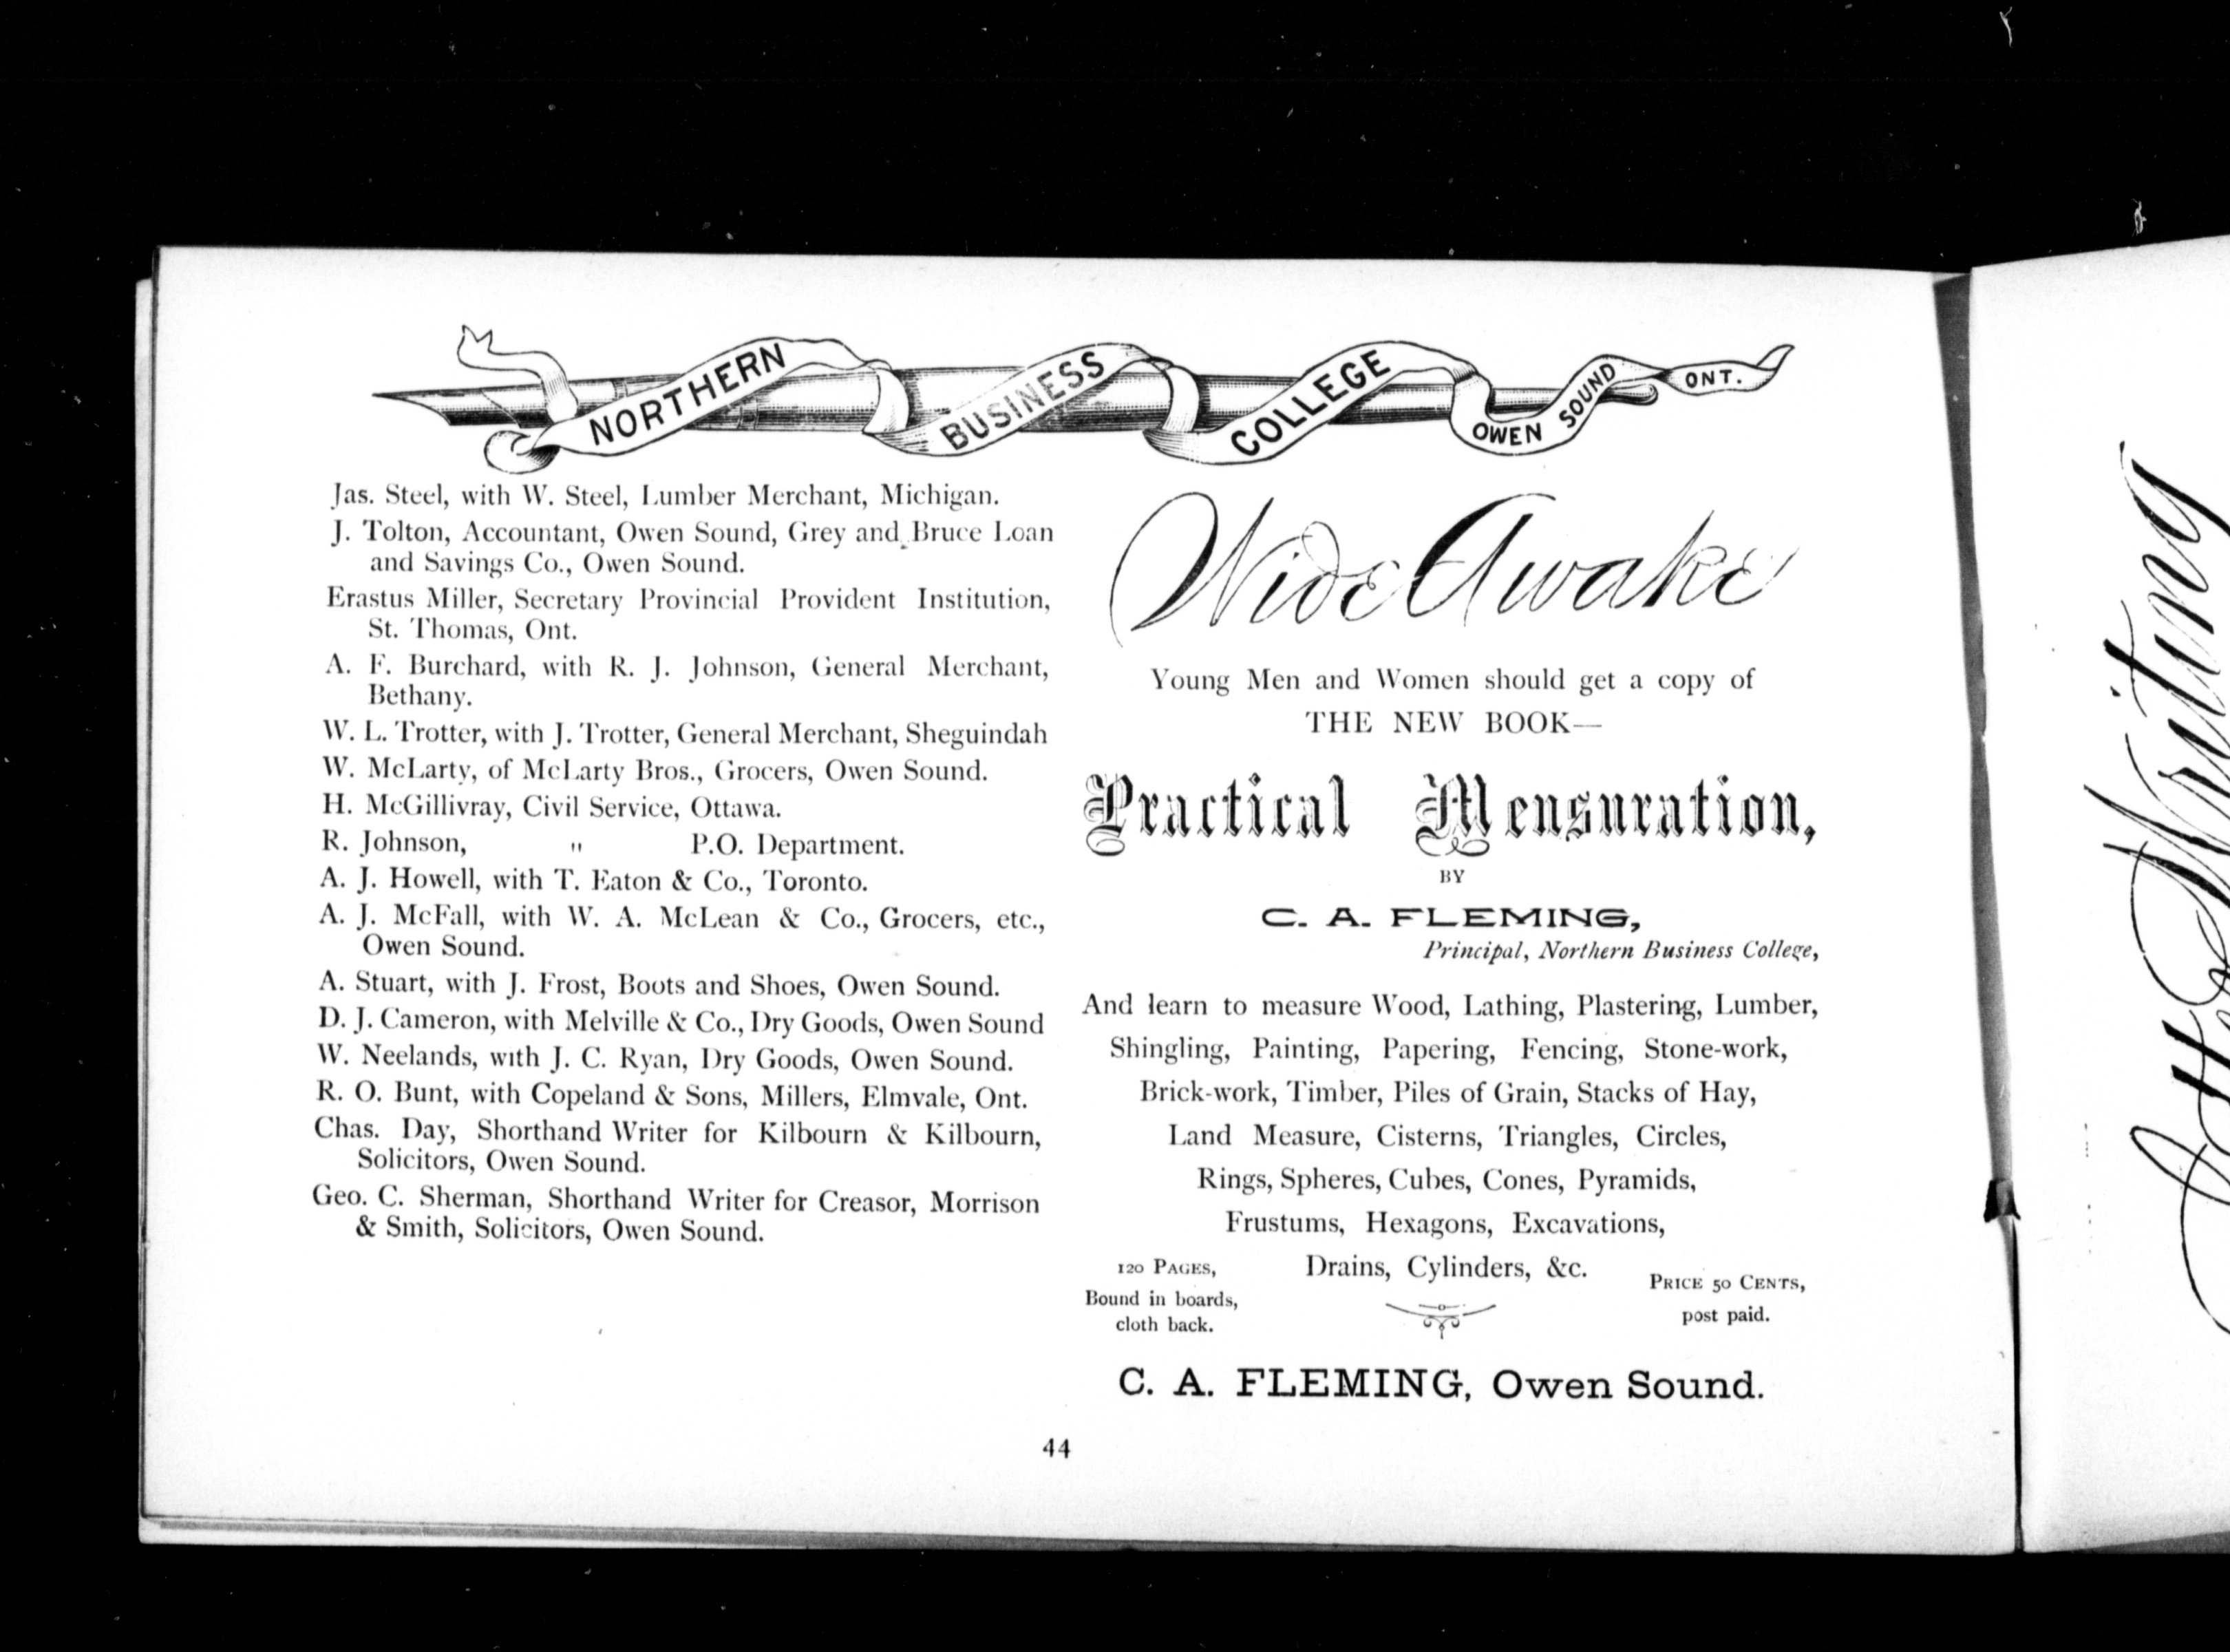 NORTHERN BUSINESS COLLEGE OWEN SOUND ONT.
Jas. Steel, with W. Steel, Lumber Merchant, Michigan.
J. Tolton, Accountant, Owen Sound, Grey and Bruce Loan
and Savings Co., Owen Sound.
Erastus Miller, Secretary Provincial Provident Institution,
St. Thomas, Ont.
A. F. Burchard, with R. J. Johnson, General Merchant,
Bethany.
W. L. Trotter, with J. Trotter, General Merchant, Sheguindah
W. McLarty, of McLarty Bros., Grocers, Owen Sound.
H. McGillivray, Civil Service, Ottawa.
R. Johnson, " P.O. Department.
A. J. Howell, with T. Eaton & Co., Toronto.
A. J. McFall, with W. A. McLean & Co., Grocers, etc.,
Owen Sound.
A. Stuart, with J. Frost, Boots and Shoes, Owen Sound.
D. J. Cameron, with Melville & Co., Dry Goods, Owen Sound
W. Neelands, with J. C. Ryan, Dry Goods, Owen Sound.
R. O. Bunt, with Copeland & Sons, Millers, Elmvale, Ont.
Chas. Day, Shorthand Writer for Kilbourn & Kilbourn,
Solicitors, Owen Sound.
Geo. C. Sherman, Shorthand Writer for Creasor, Morrison
& Smith, Solicitors, Owen Sound.
Wide Awake
Young Men and Women should get a copy of
THE NEW BOOK—
Practical Mensuration,
BY
C. A. FLEMING,
Principal, Northern Business College,
And learn to measure Wood, Lathing, Plastering, Lumber,
Shingling, Painting, Papering, Fencing, Stone-work,
Brick-work, Timber, Piles of Grain, Stacks of Hay,
Land Measure, Cisterns, Triangles, Circles,
Rings, Spheres, Cubes, Cones, Pyramids,
Frustums, Hexagons, Excavations,
Drains, Cylinders, &c.
120 PAGES,
Bound in boards,
cloth back.
PRICE 50 CENTS,
post paid.
C. A. FLEMING, Owen Sound.
44
Writing